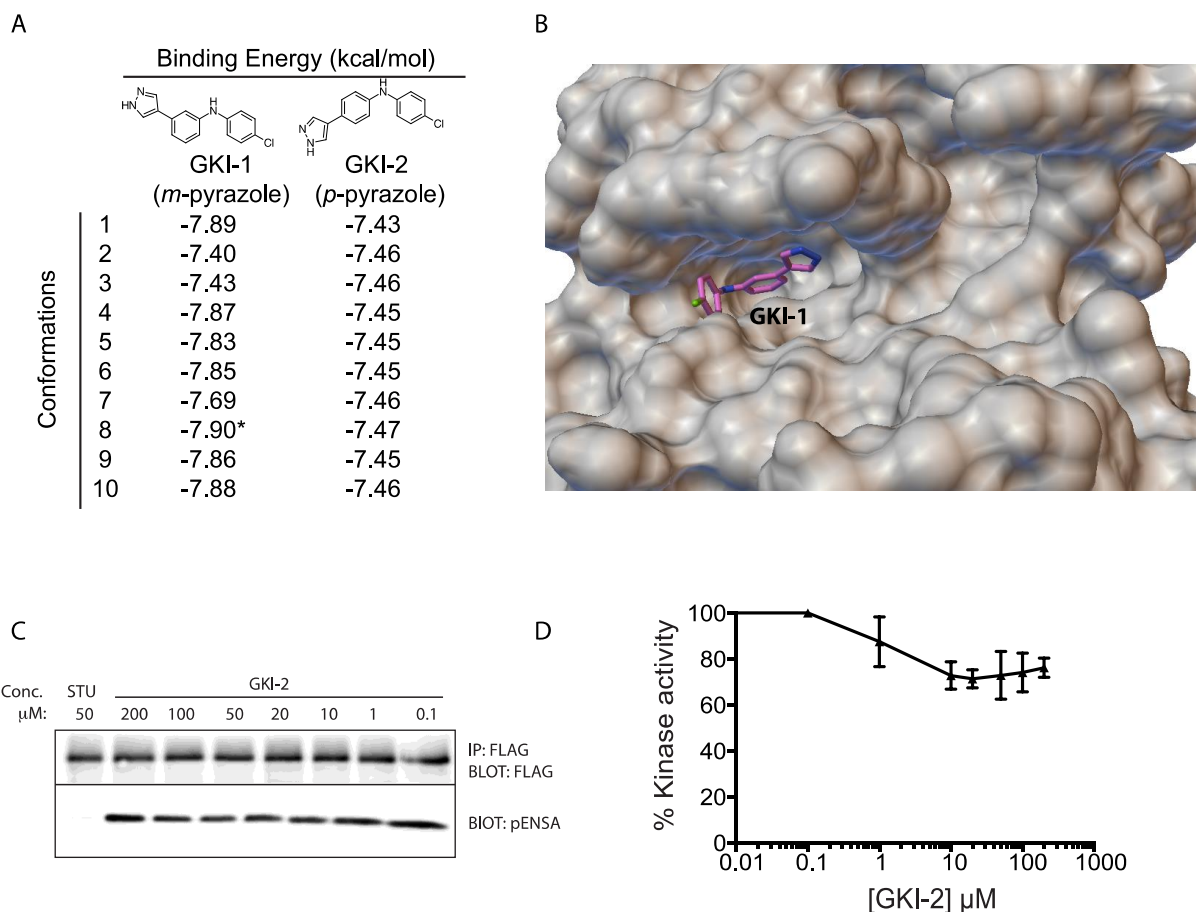 A
Binding Energy (kcal/mol)
N
HN
H
N
Cl
N
N
H
H
N
Cl
GKI-1 GKI-2
(m-pyrazole) (p-pyrazole)
Conformations
1 -7.89 -7.43
2 -7.40 -7.46
3 -7.43 -7.46
4 -7.87 -7.45
5 -7.83 -7.45
6 -7.85 -7.45
7 -7.69 -7.46
8 -7.90* -7.47
9 -7.86 -7.45
10 -7.88 -7.46
B
GKI-1
C
Conc. STU GKI-2
µM: 50 200 100 50 20 10 1 0.1
IP: FLAG
BLOT: FLAG
BIOT: pENSA
D
% Kinase activity
100
80
60
40
20
0
0.01 0.1 1 10 100 1000
[GKI-2] µM